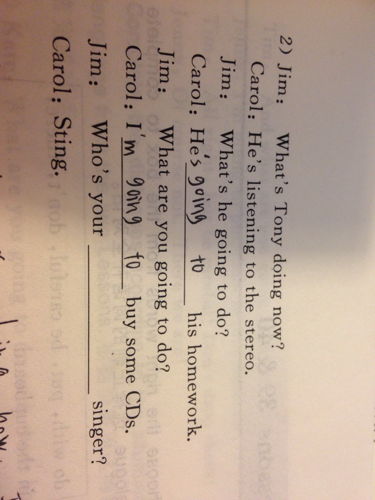 2) Jim: What's Tony doing now?
Carol: He's listening to the stereo.
Jim: What's he going to do?
Carol: He's going to his homework.
Jim: What are you going to do?
Carol: I'm going to buy some CDs.
Jim: Who's your ________ singer?
Carol: Sting.